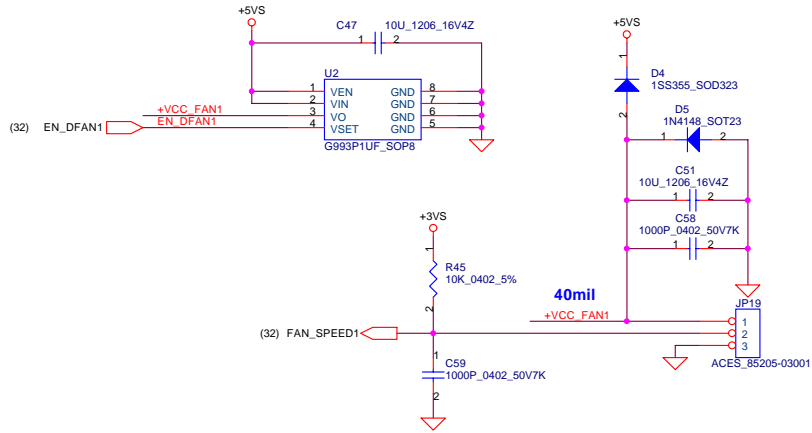 +5VS
C47 10U_1206_16V4Z
1 2
U2
1 VEN GND 8
2 VIN GND 7
3 VO GND 6
4 VSET GND 5
G993P1UF_SOP8
+VCC_FAN1
(32) EN_DFAN1 EN_DFAN1
+5VS
1
D4
1SS355_SOD323
2
D5
1N4148_SOT23
1 2
C51
10U_1206_16V4Z
1 2
C58
1000P_0402_50V7K
1 2
+3VS
1
R45
10K_0402_5%
2
40mil
+VCC_FAN1
JP19
1
2
3
ACES_85205-03001
(32) FAN_SPEED1
1
C59
1000P_0402_50V7K
2